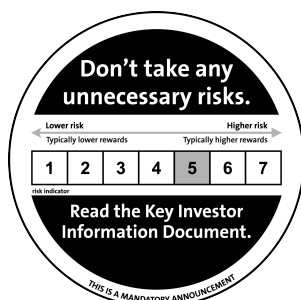 Don't take any
unnecessary risks.
Lower risk Higher risk
Typically lower rewards Typically higher rewards
1 2 3 4 5 6 7
risk indicator
Read the Key Investor
Information Document.
THIS IS A MANDATORY ANNOUNCEMENT